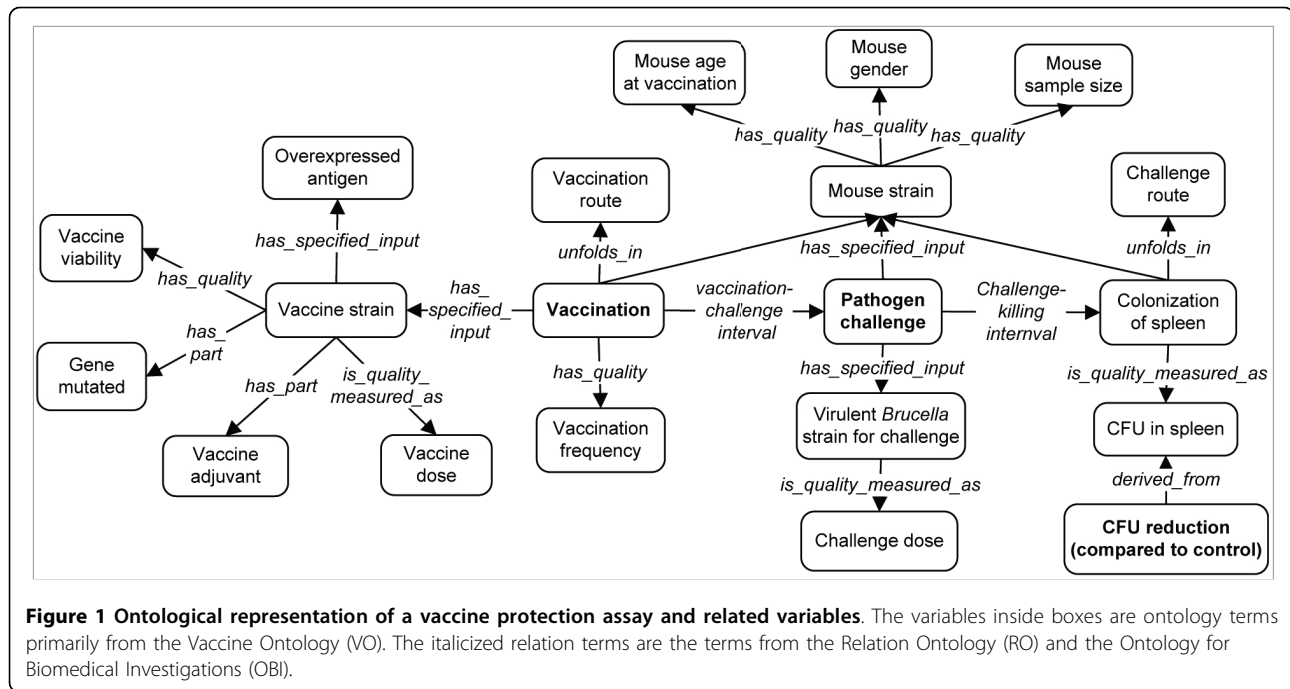 Mouse age
at vaccination
Mouse
gender
Mouse
sample size
has_quality
has_quality
has_quality
Overexpressed
antigen
Vaccination
route
Mouse strain
Challenge
route
Vaccine
viability
has_specified_input
unfolds_in
has_specified_input
unfolds_in
has_quality
Vaccine strain
has_
specified_
input
Vaccination
vaccination-
challenge
interval
Pathogen
challenge
Challenge-
killing
internval
Colonization
of spleen
has_
part
Gene
mutated
has_part
is_quality_
measured_as
has_quality
has_specified_input
is_quality_measured_as
Vaccine
adjuvant
Vaccine
dose
Vaccination
frequency
Virulent Brucella
strain for challenge
CFU in spleen
is_quality_measured_as
derived_from
Challenge dose
CFU reduction
(compared to control)
Figure 1 Ontological representation of a vaccine protection assay and related variables. The variables inside boxes are ontology terms
primarily from the Vaccine Ontology (VO). The italicized relation terms are the terms from the Relation Ontology (RO) and the Ontology for
Biomedical Investigations (OBI).